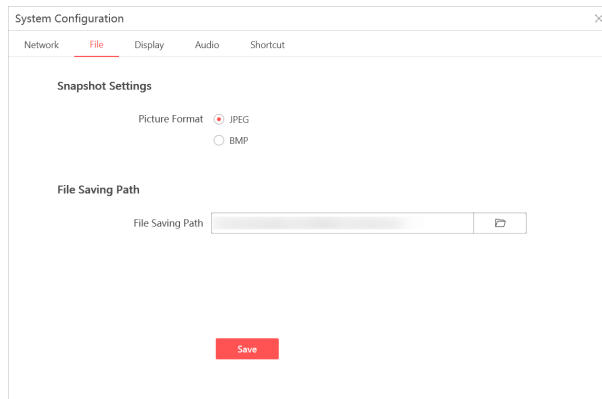 System Configuration
Network File Display Audio Shortcut
Snapshot Settings
Picture Format JPEG
BMP
File Saving Path
File Saving Path
Save